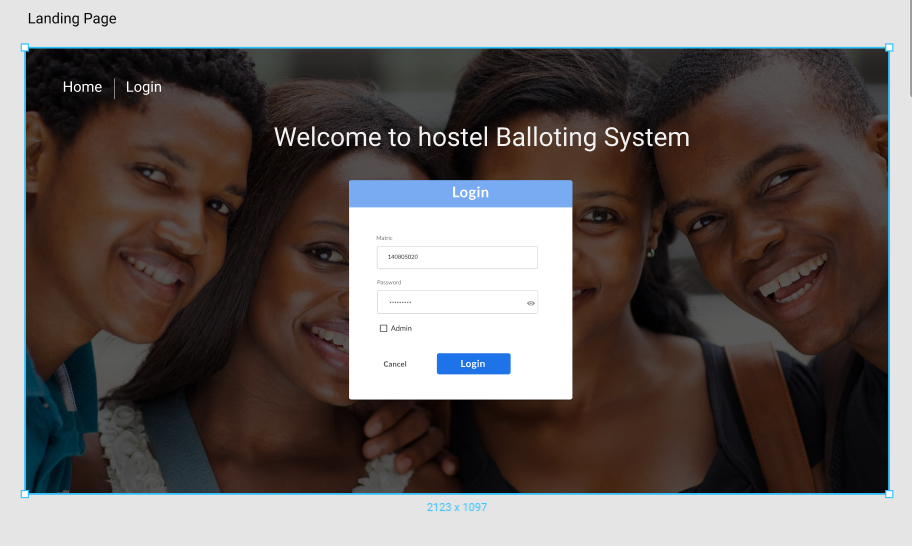 Landing Page
Home | Login
Welcome to hostel Balloting System
Login
Matric
140805020
Password
•••••••••
Admin
Cancel Login
2123 x 1097